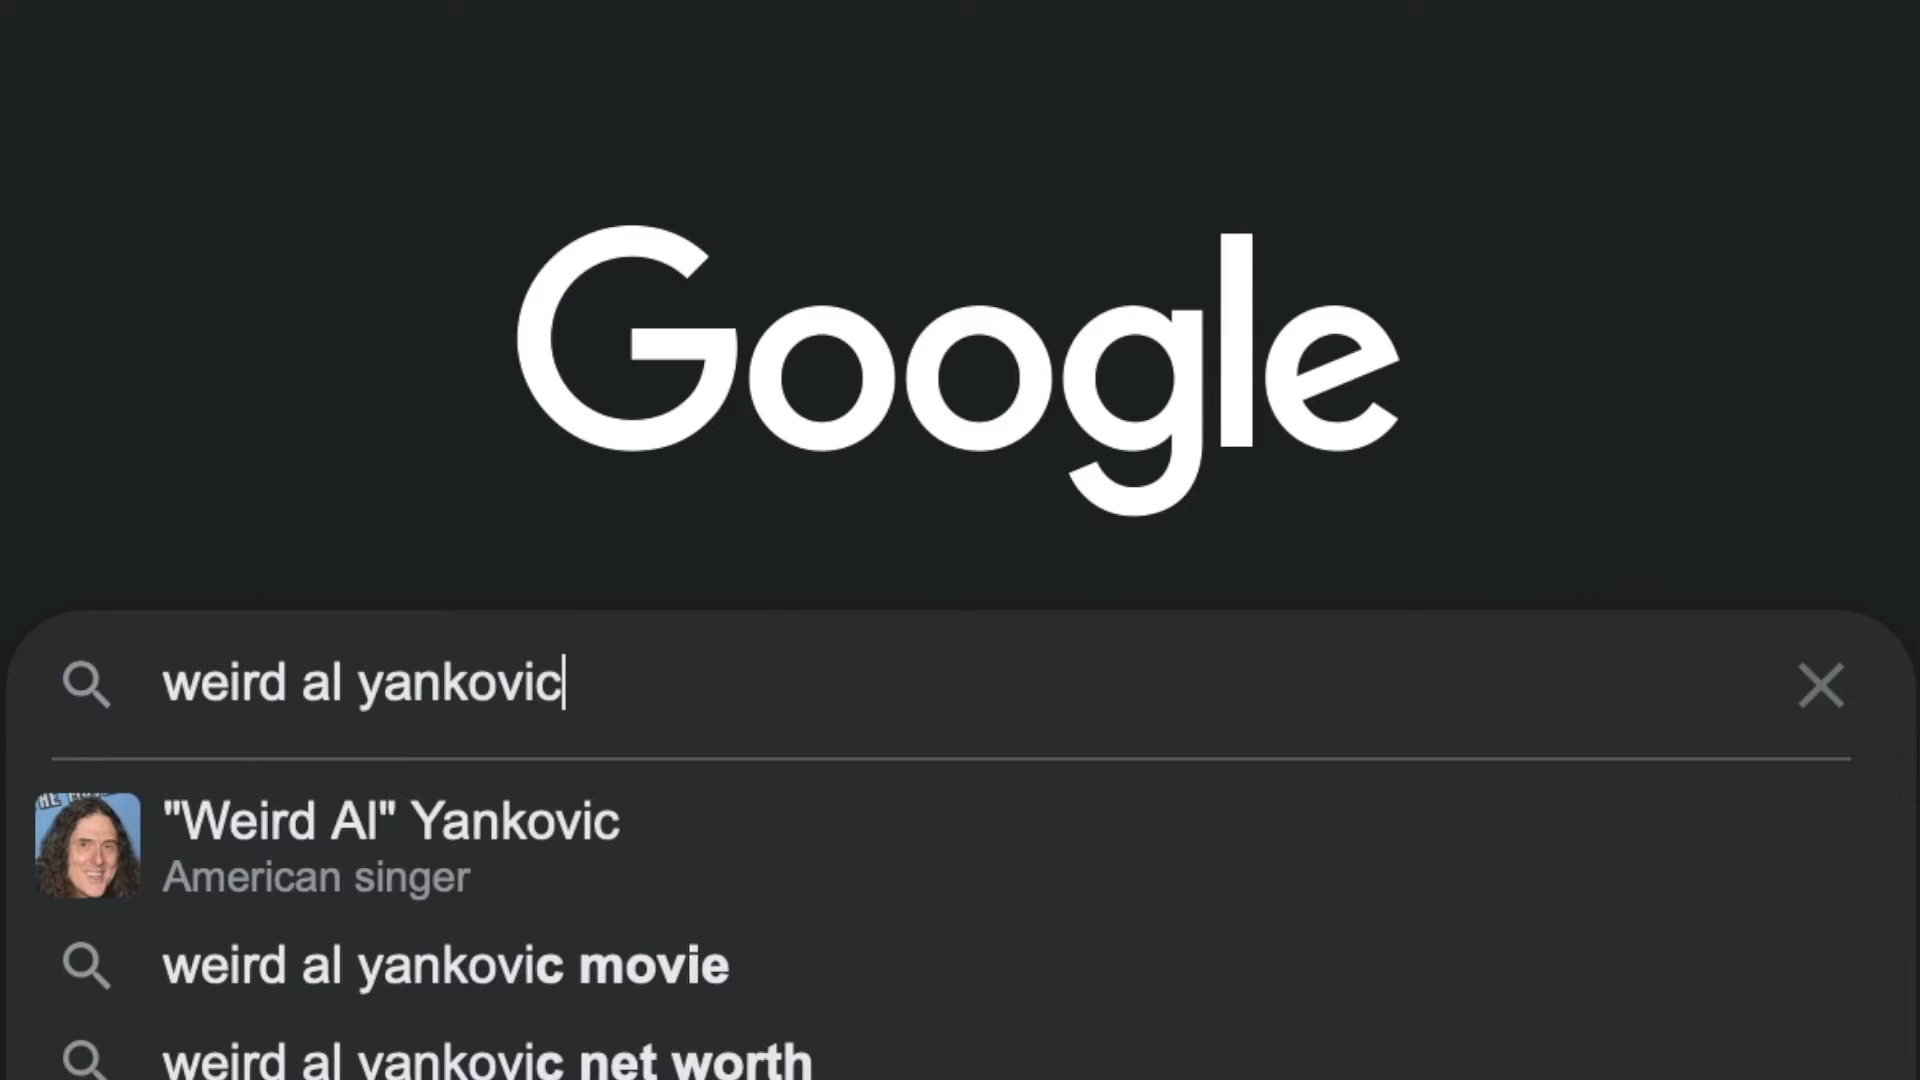 Google
weird al yankovic
"Weird Al" Yankovic
American singer
weird al yankovic movie
weird al yankovic net worth